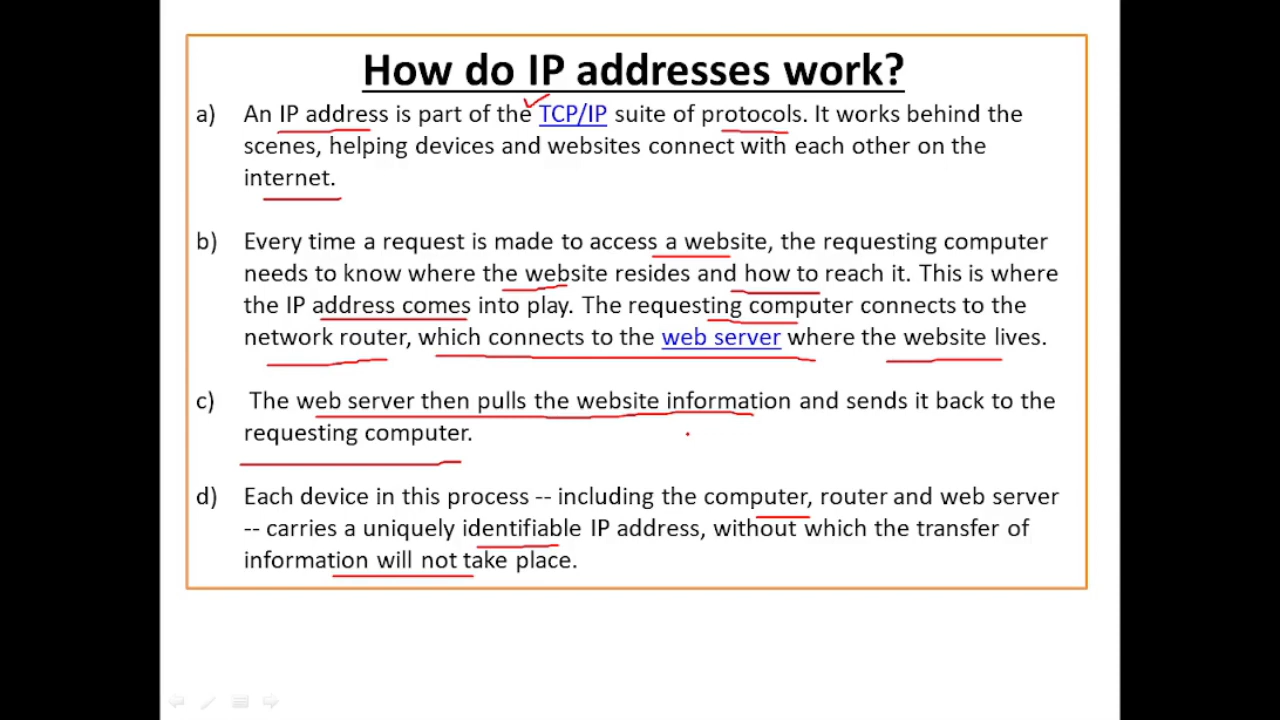 How do IP addresses work?
a) An IP address is part of the TCP/IP suite of protocols. It works behind the
scenes, helping devices and websites connect with each other on the
internet.
b) Every time a request is made to access a website, the requesting computer
needs to know where the website resides and how to reach it. This is where
the IP address comes into play. The requesting computer connects to the
network router, which connects to the web server where the website lives.
c) The web server then pulls the website information and sends it back to the
requesting computer.
d) Each device in this process -- including the computer, router and web server
-- carries a uniquely identifiable IP address, without which the transfer of
information will not take place.